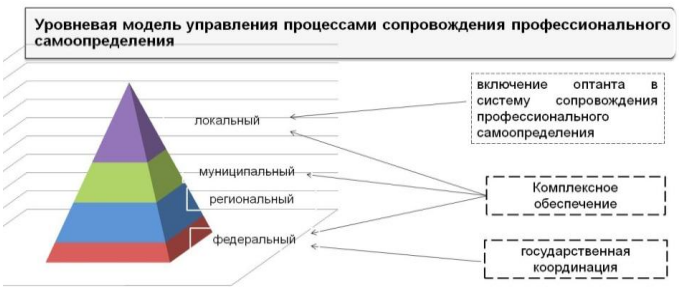 Уровневая модель управления процессами сопровождения профессионального
самоопределения
локальный
муниципальный
региональный
федеральный
включение оптанта в
систему сопровождения
профессионального
самоопределения
Комплексное
обеспечение
государственная
координация